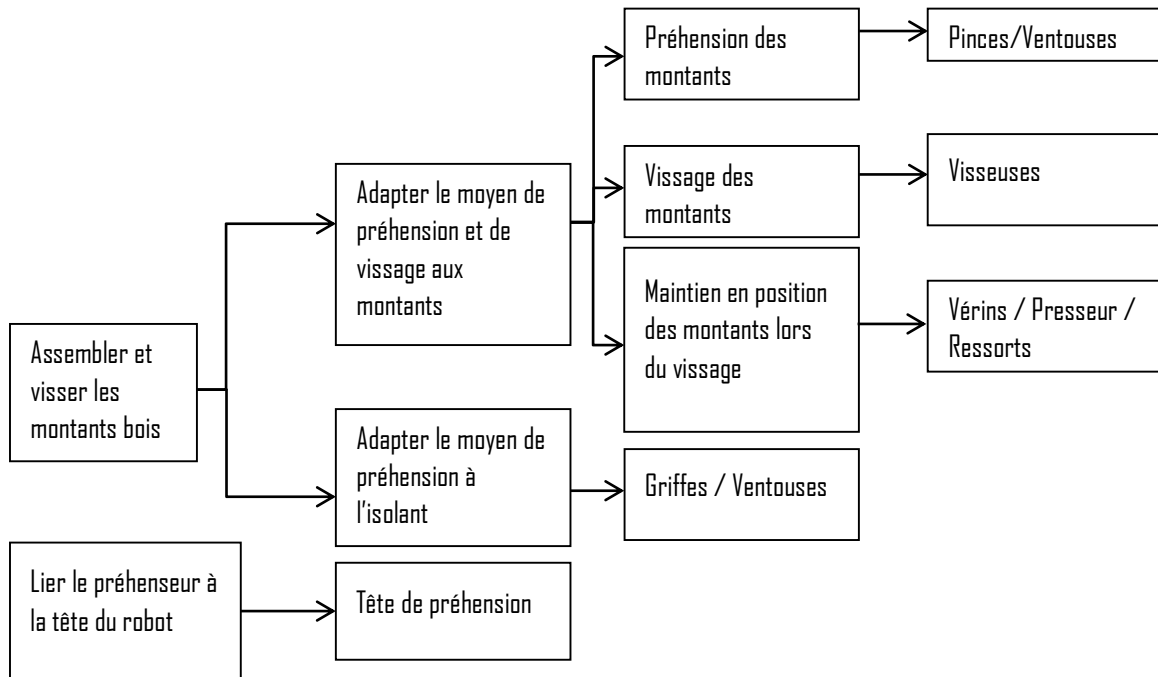 Préhension des
montants
Pinces/Ventouses
Adapter le moyen de
préhension et de
vissage aux
montants
Vissage des
montants
Visseuses
Maintien en position
des montants lors
du vissage
Vérins / Presseur /
Ressorts
Assembler et
visser les
montants bois
Adapter le moyen de
préhension à
l'isolant
Griffes / Ventouses
Lier le préhenseur à
la tête du robot
Tête de préhension